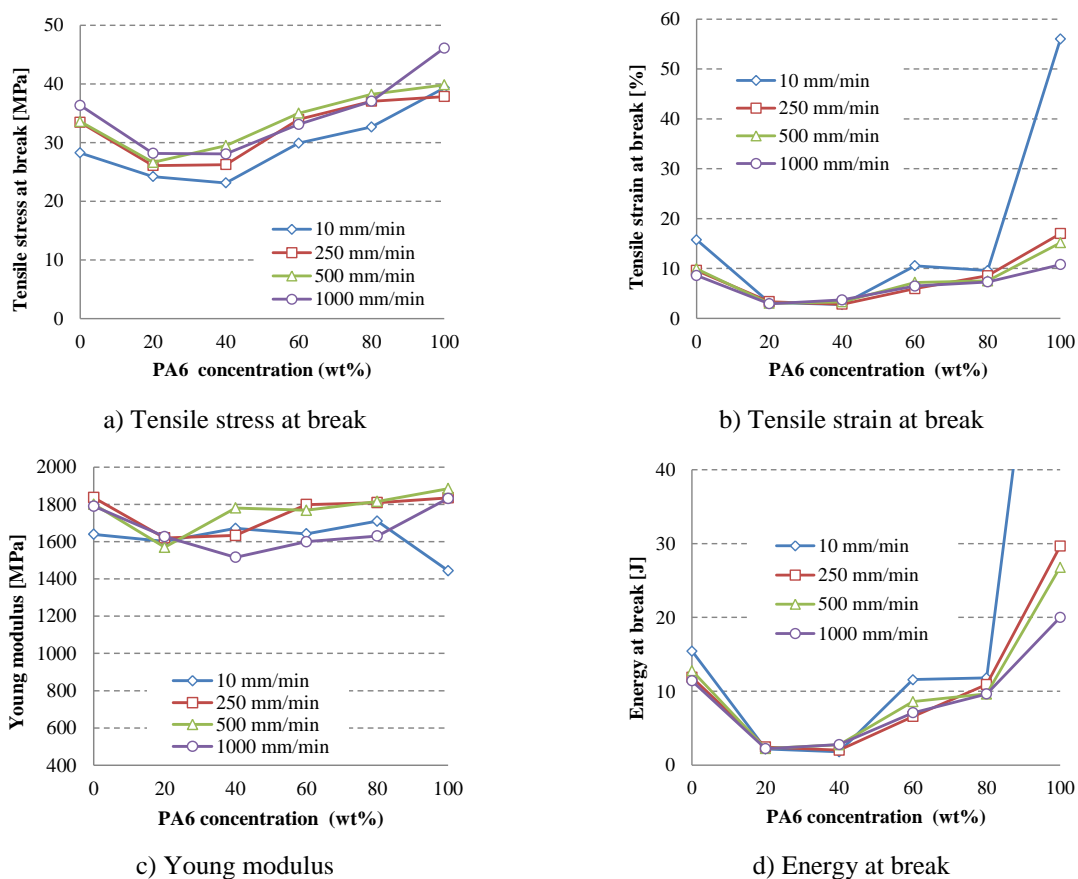 50
40
30
20
10
0
Tensile stress at break [MPa]
10 mm/min
250 mm/min
500 mm/min
1000 mm/min
0 20 40 60 80 100
PA6 concentration (wt%)
a) Tensile stress at break
60
50
40
30
20
10
0
Tensile strain at break [%]
10 mm/min
250 mm/min
500 mm/min
1000 mm/min
0 20 40 60 80 100
PA6 concentration (wt%)
b) Tensile strain at break
2000
1800
1600
1400
1200
1000
800
600
400
Young modulus [MPa]
10 mm/min
250 mm/min
500 mm/min
1000 mm/min
0 20 40 60 80 100
PA6 concentration (wt%)
c) Young modulus
40
30
20
10
0
Energy at break [J]
10 mm/min
250 mm/min
500 mm/min
1000 mm/min
0 20 40 60 80 100
PA6 concentration (wt%)
d) Energy at break